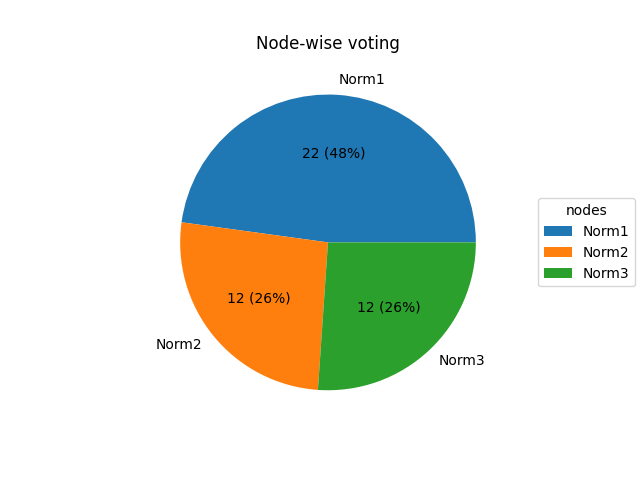 Node-wise voting
Norm1
22 (48%)
nodes
Norm1
Norm2
Norm3
12 (26%)
12 (26%)
Norm2
Norm3